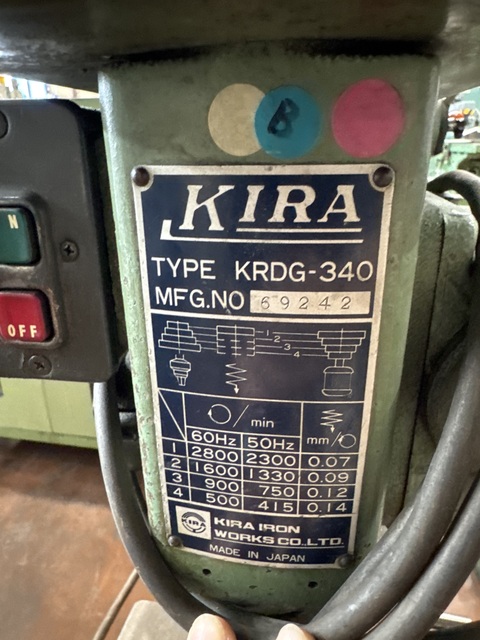 B
KIRA
TYPE KRDG-340
MFG.NO 69242
N
OFF
1
2
3
4
/min
60Hz 50Hz mm/
1 2800 2300 0.07
2 1600 1330 0.09
3 900 750 0.12
4 500 415 0.14
KIRA
KIRA IRON
WORKS CO.,LTD.
MADE IN JAPAN